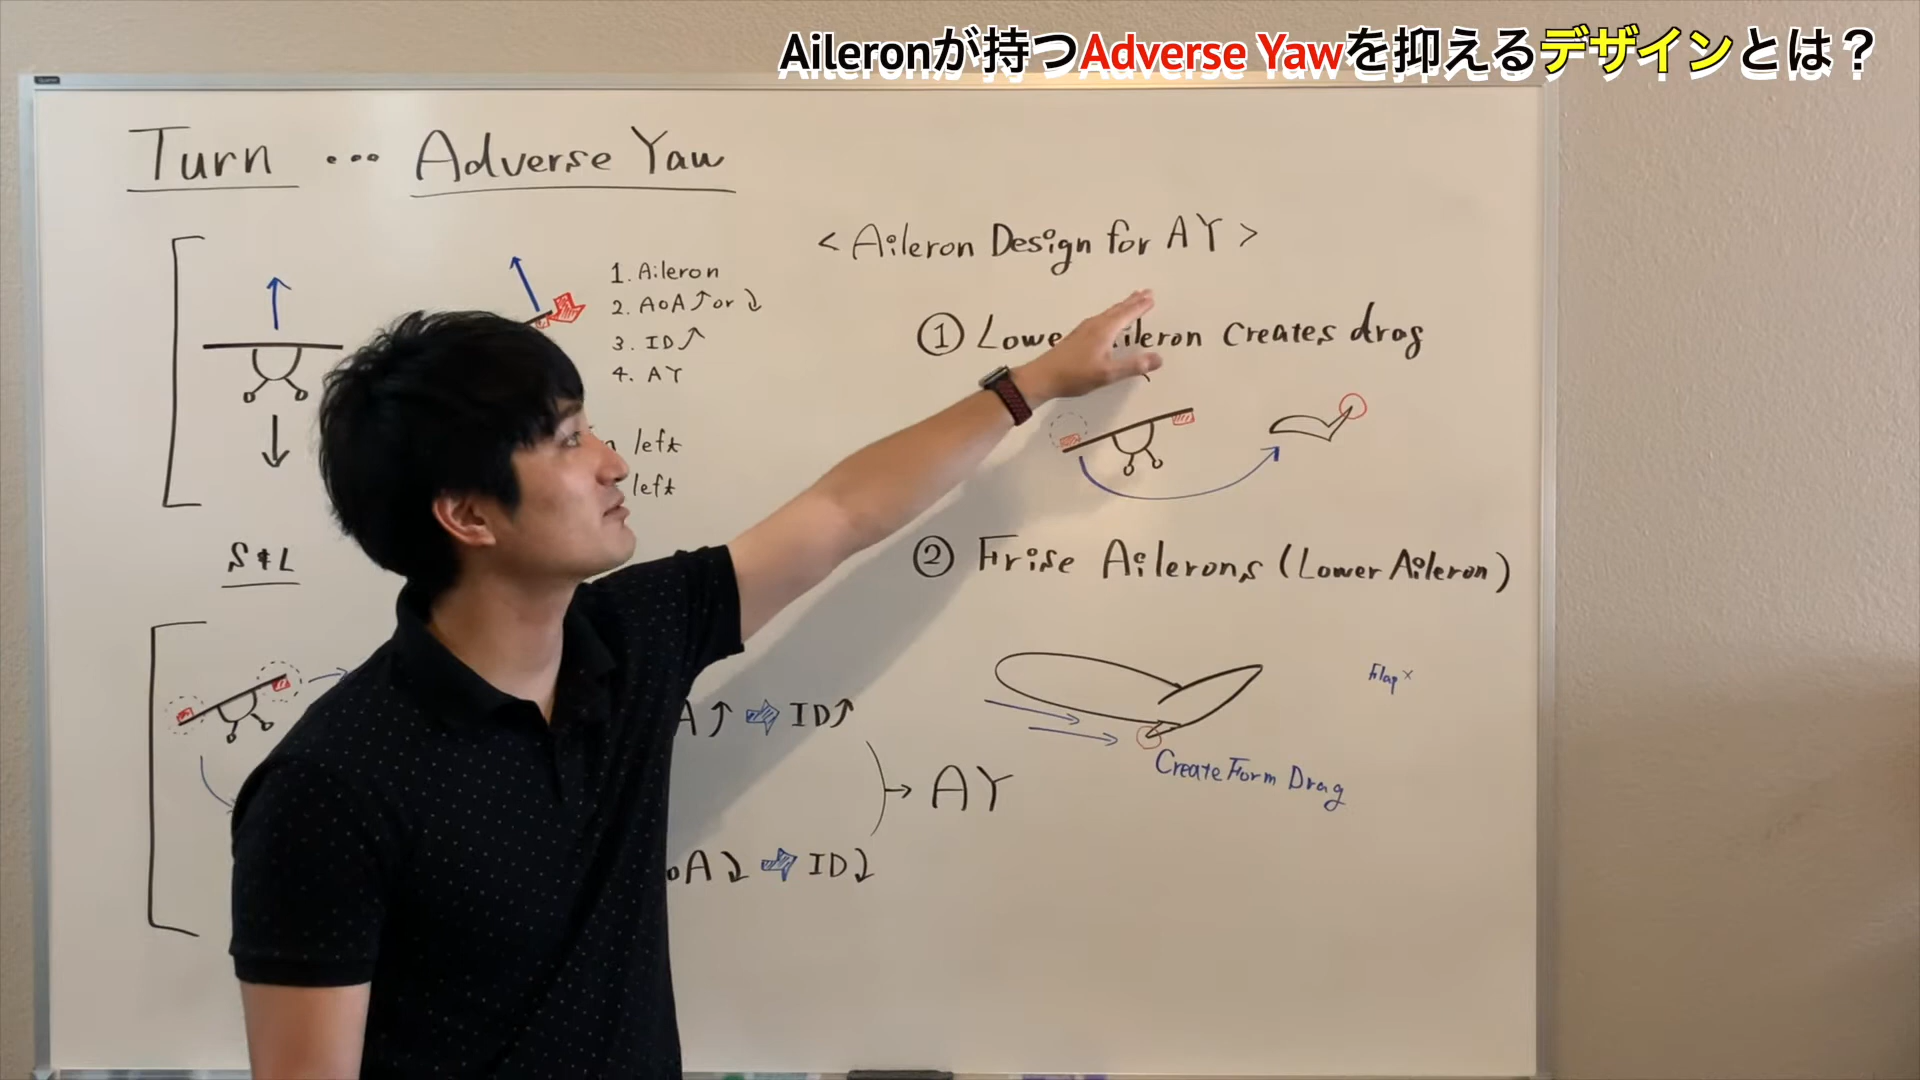 Aileronが持つAdverse Yawを抑えるデザインとは?
Turn ... Adverse Yaw
1. Aileron
2. AoA↑or↓
3. ID↑
4. AY
left
left
S&L
A↑ ⇒ ID↑
→ AY
oA↓ ⇒ ID↓
< Aileron Design for AY >
① Lower Aileron creates drag
② Frise Ailerons (Lower Aileron)
Flap ×
Create Form Drag